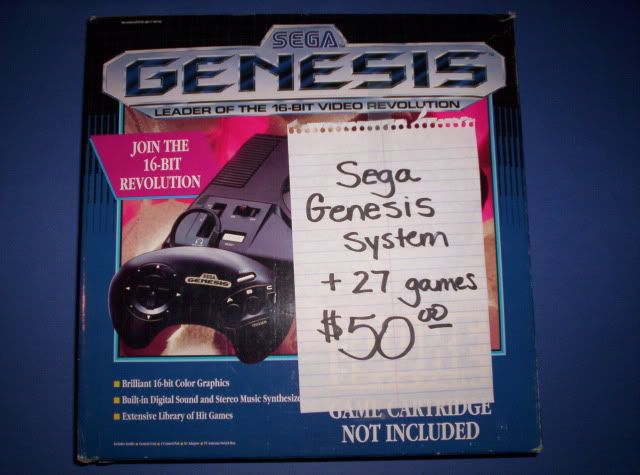 SEGA
GENESIS
LEADER OF THE 16-BIT VIDEO REVOLUTION
JOIN THE
16-BIT
REVOLUTION
Sega
Genesis
system
+ 27 games
$50.00
SEGA
GENESIS
Brilliant 16-bit Color Graphics
Built-in Digital Sound and Stereo Music Synthesize
Extensive Library of Hit Games
GAME CARTRIDGE
NOT INCLUDED